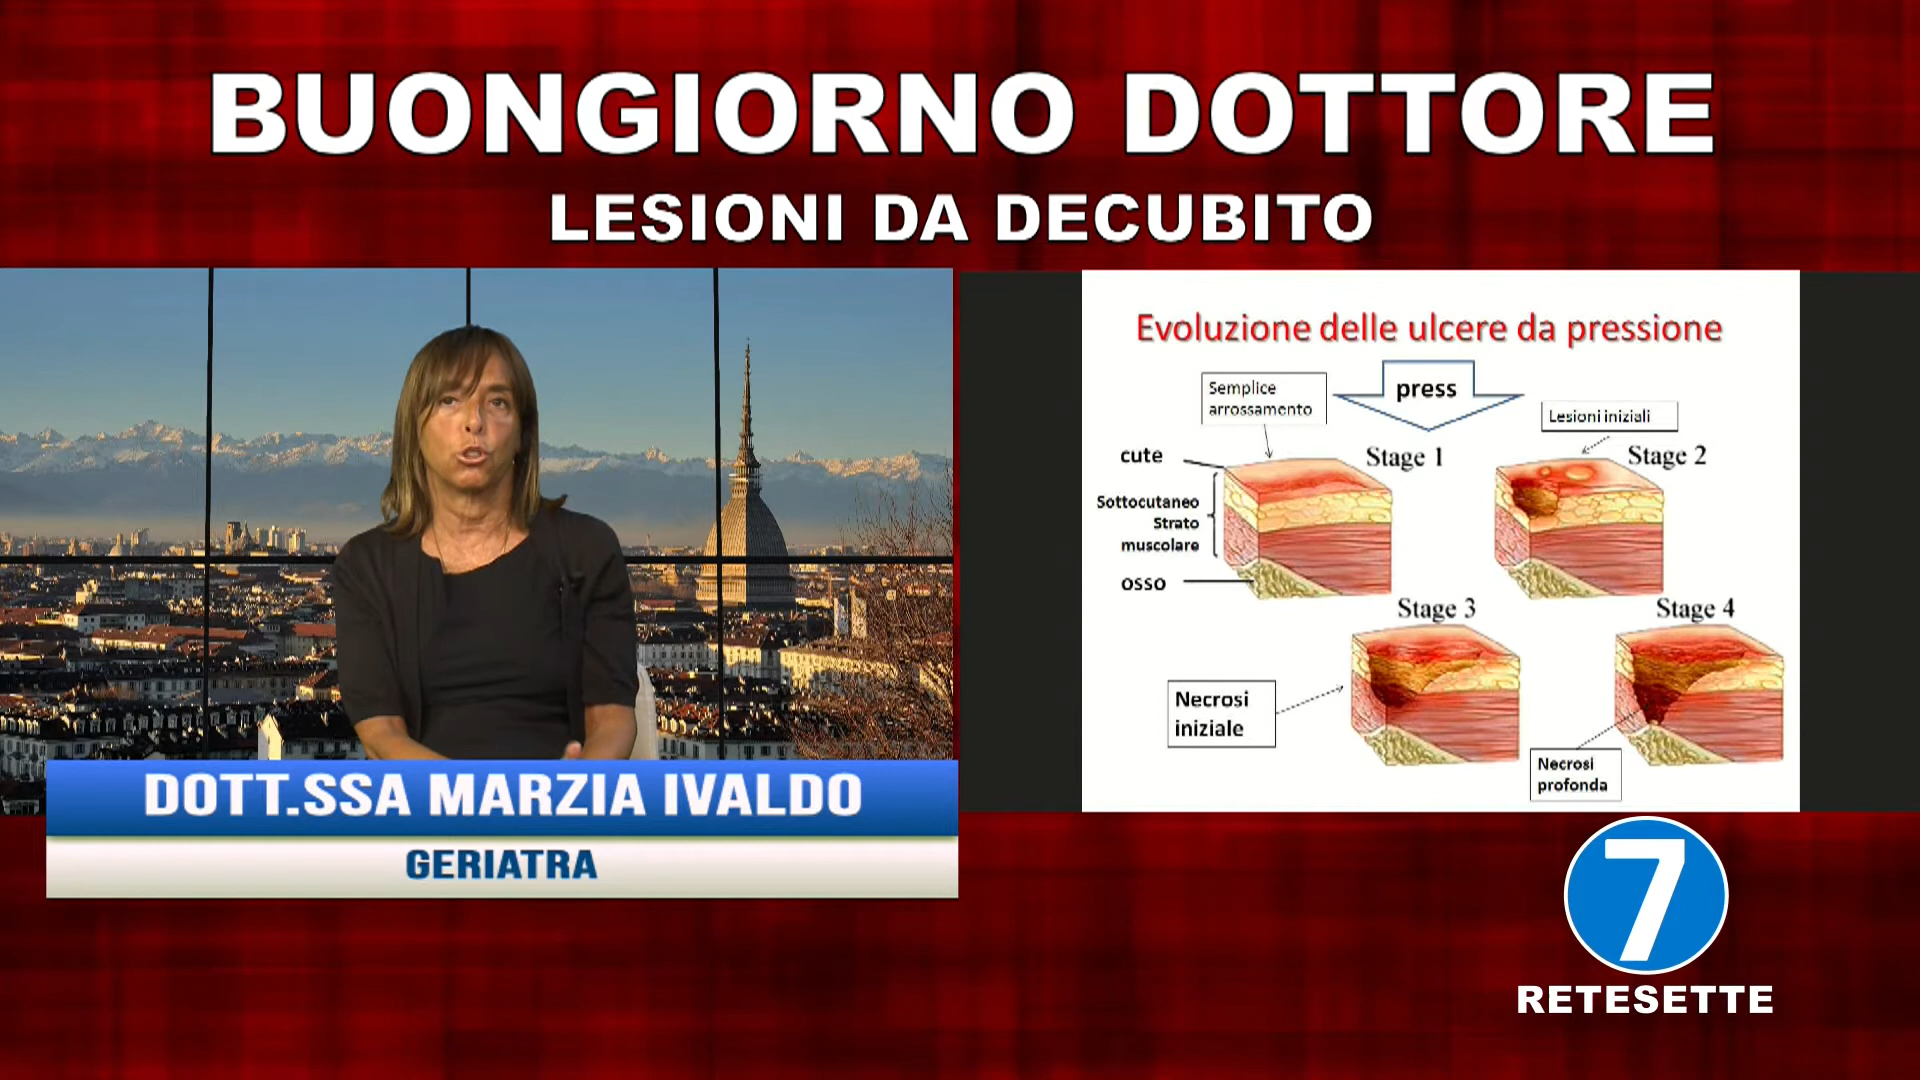 BUONGIORNO DOTTORE
LESIONI DA DECUBITO
DOTT.SSA MARZIA IVALDO
GERIATRA
Evoluzione delle ulcere da pressione
Semplice
arrossamento
press
Lesioni iniziali
cute
Stage 1
Stage 2
Sottocutaneo
Strato
muscolare
osso
Stage 3
Stage 4
Necrosi
iniziale
Necrosi
profonda
7
RETESETTE